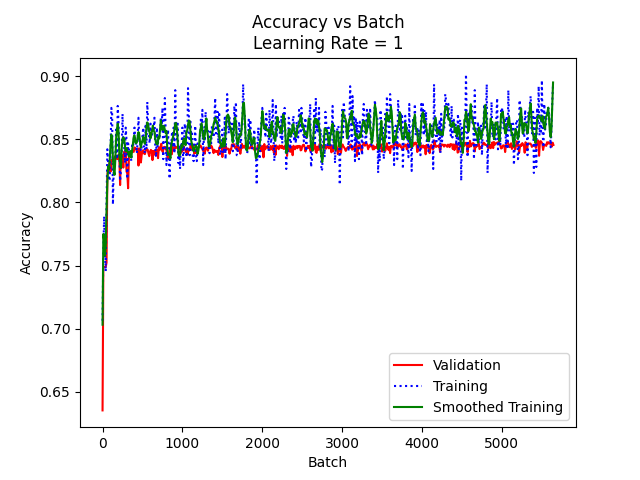 Accuracy vs Batch
Learning Rate = 1
0.90
0.85
0.80
0.75
0.70
0.65
Accuracy
Validation
Training
Smoothed Training
0 1000 2000 3000 4000 5000
Batch